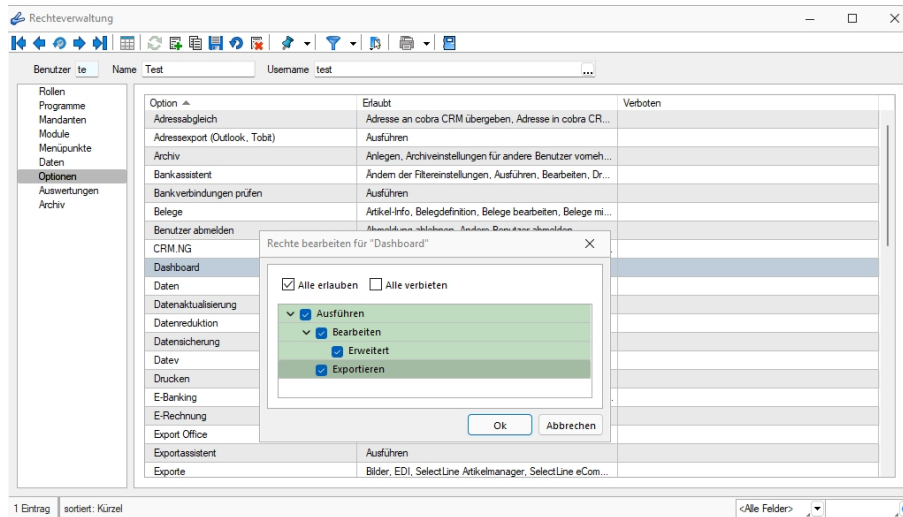 Rechteverwaltung
Benutzer te Name Test Username test ...
Rollen
Programme
Mandanten
Module
Menüpunkte
Daten
Optionen
Auswertungen
Archiv
Option Erlaubt Verboten
Adressabgleich Adresse an cobra CRM übergeben, Adresse in cobra CR...
Adressexport (Outlook, Tobit) Ausführen
Archiv Anlegen, Archiveinstellungen für andere Benutzer vorneh...
Bankassistent Ändern der Filtereinstellungen, Ausführen, Bearbeiten, Dr...
Bankverbindungen prüfen Ausführen
Belege Artikel-Info, Belegdefinition, Belege bearbeiten, Belege mi...
Benutzer abmelden Abmeldung ablehnen, Andere Benutzer abmelden
CRM.NG
Dashboard
Daten
Datenaktualisierung
Datenreduktion
Datensicherung
Datev
Drucken
E-Banking
E-Rechnung
Export Office
Exportassistent Ausführen
Exporte Bilder, EDI, SelectLine Artikelmanager, SelectLine eCom...
Rechte bearbeiten für "Dashboard"
Alle erlauben Alle verbieten
Ausführen
Bearbeiten
Erweitert
Exportieren
Ok Abbrechen
1 Eintrag sortiert: Kürzel <Alle Felder>